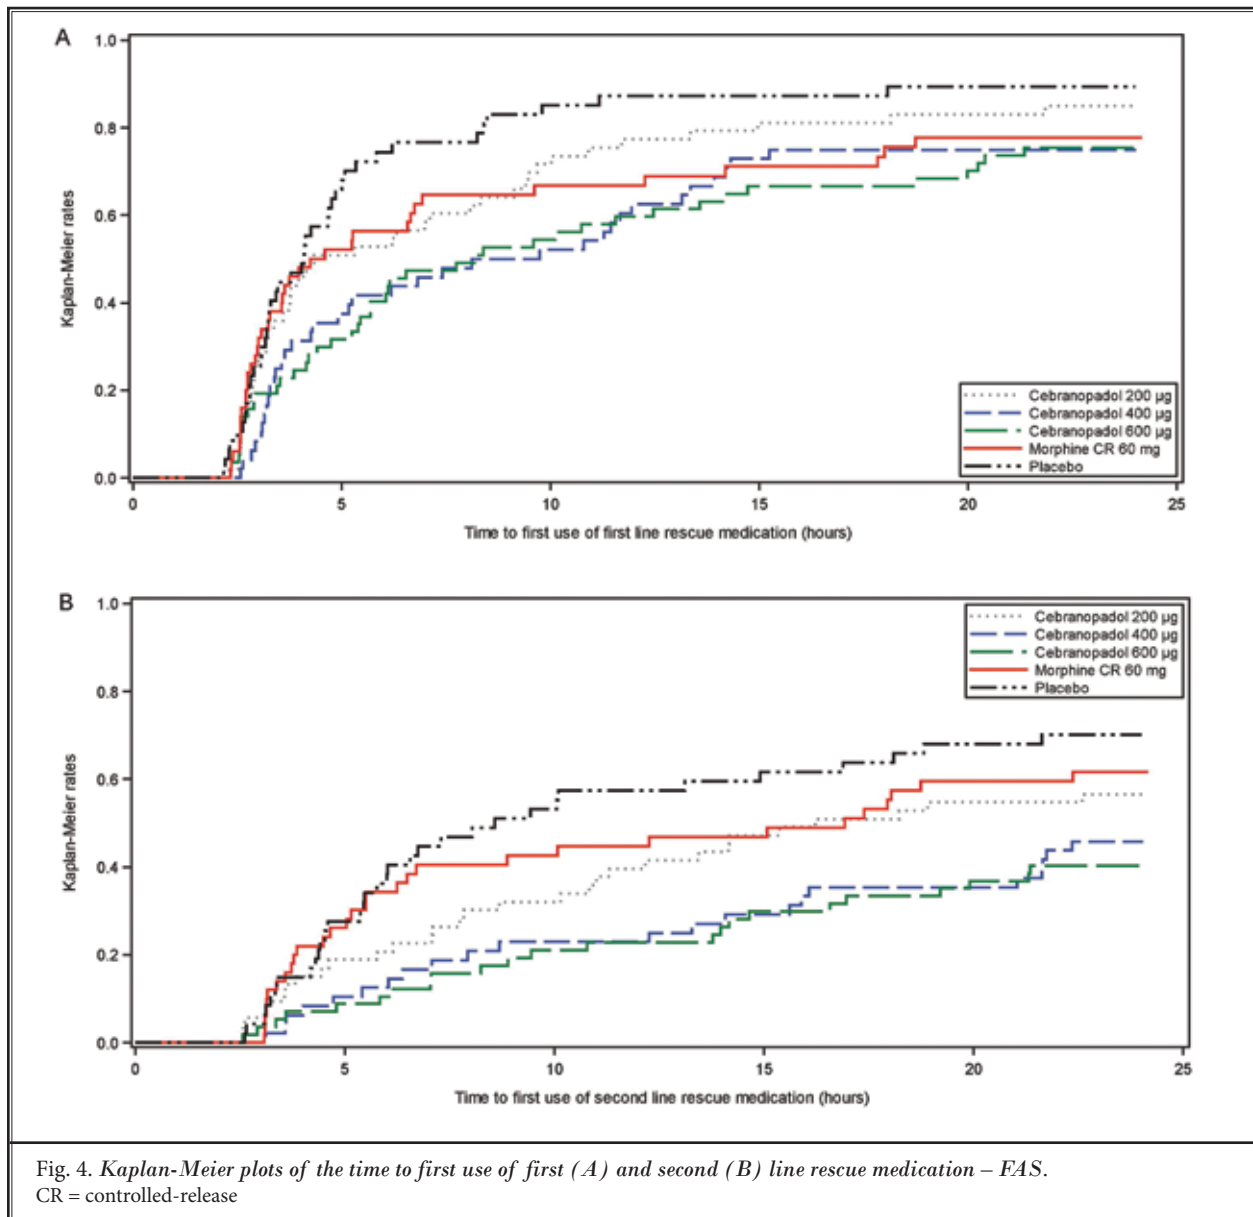 A
1.0
0.8
0.6
0.4
0.2
0.0
Kaplan-Meier rates
Cebranopadol 200 µg
Cebranopadol 400 µg
Cebranopadol 600 µg
Morphine CR 60 mg
Placebo
0 5 10 15 20 25
Time to first use of first line rescue medication (hours)
B
1.0
0.8
0.6
0.4
0.2
0.0
Kaplan-Meier rates
Cebranopadol 200 µg
Cebranopadol 400 µg
Cebranopadol 600 µg
Morphine CR 60 mg
Placebo
0 5 10 15 20 25
Time to first use of second line rescue medication (hours)
Fig. 4. Kaplan-Meier plots of the time to first use of first (A) and second (B) line rescue medication – FAS.
CR = controlled-release